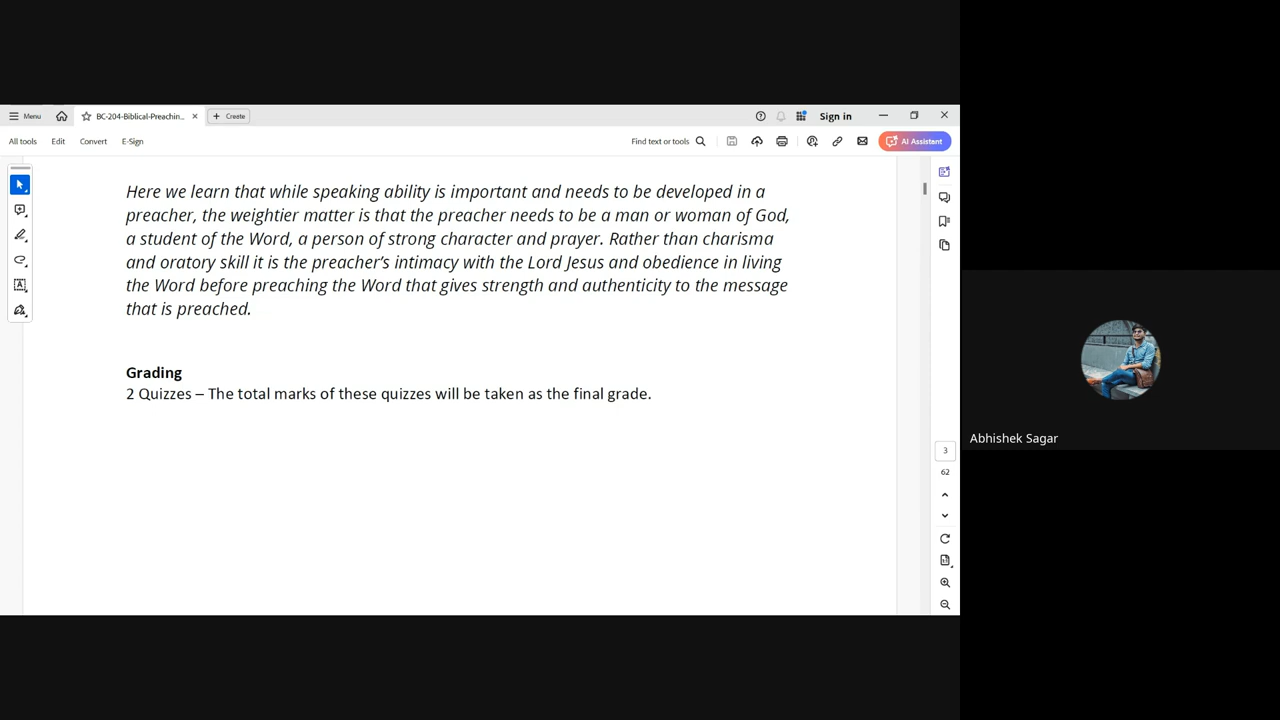 Menu
BC-204-Biblical-Preachin...
Create
Sign in
All tools
Edit
Convert
E-Sign
Find text or tools
AI Assistant
Here we learn that while speaking ability is important and needs to be developed in a
preacher, the weightier matter is that the preacher needs to be a man or woman of God,
a student of the Word, a person of strong character and prayer. Rather than charisma
and oratory skill it is the preacher’s intimacy with the Lord Jesus and obedience in living
the Word before preaching the Word that gives strength and authenticity to the message
that is preached.
Grading
2 Quizzes – The total marks of these quizzes will be taken as the final grade.
3
62
Abhishek Sagar